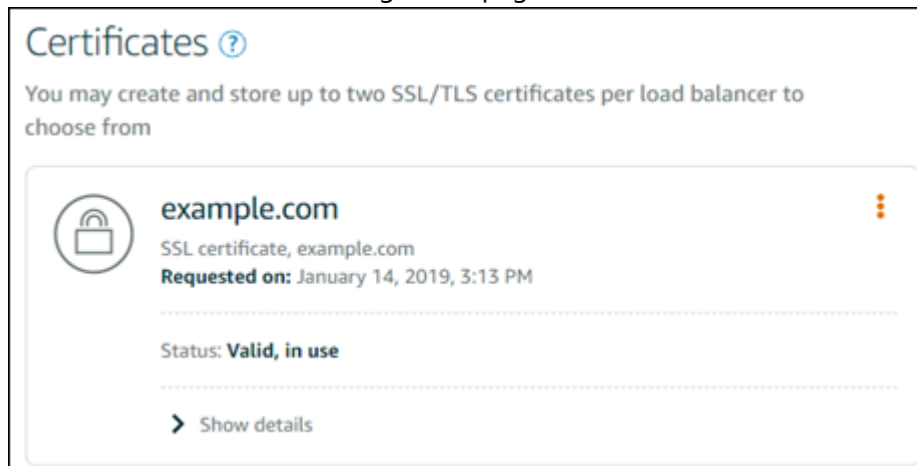 Certificates ?
You may create and store up to two SSL/TLS certificates per load balancer to
choose from
example.com
SSL certificate, example.com
Requested on: January 14, 2019, 3:13 PM
Status: Valid, in use
Show details